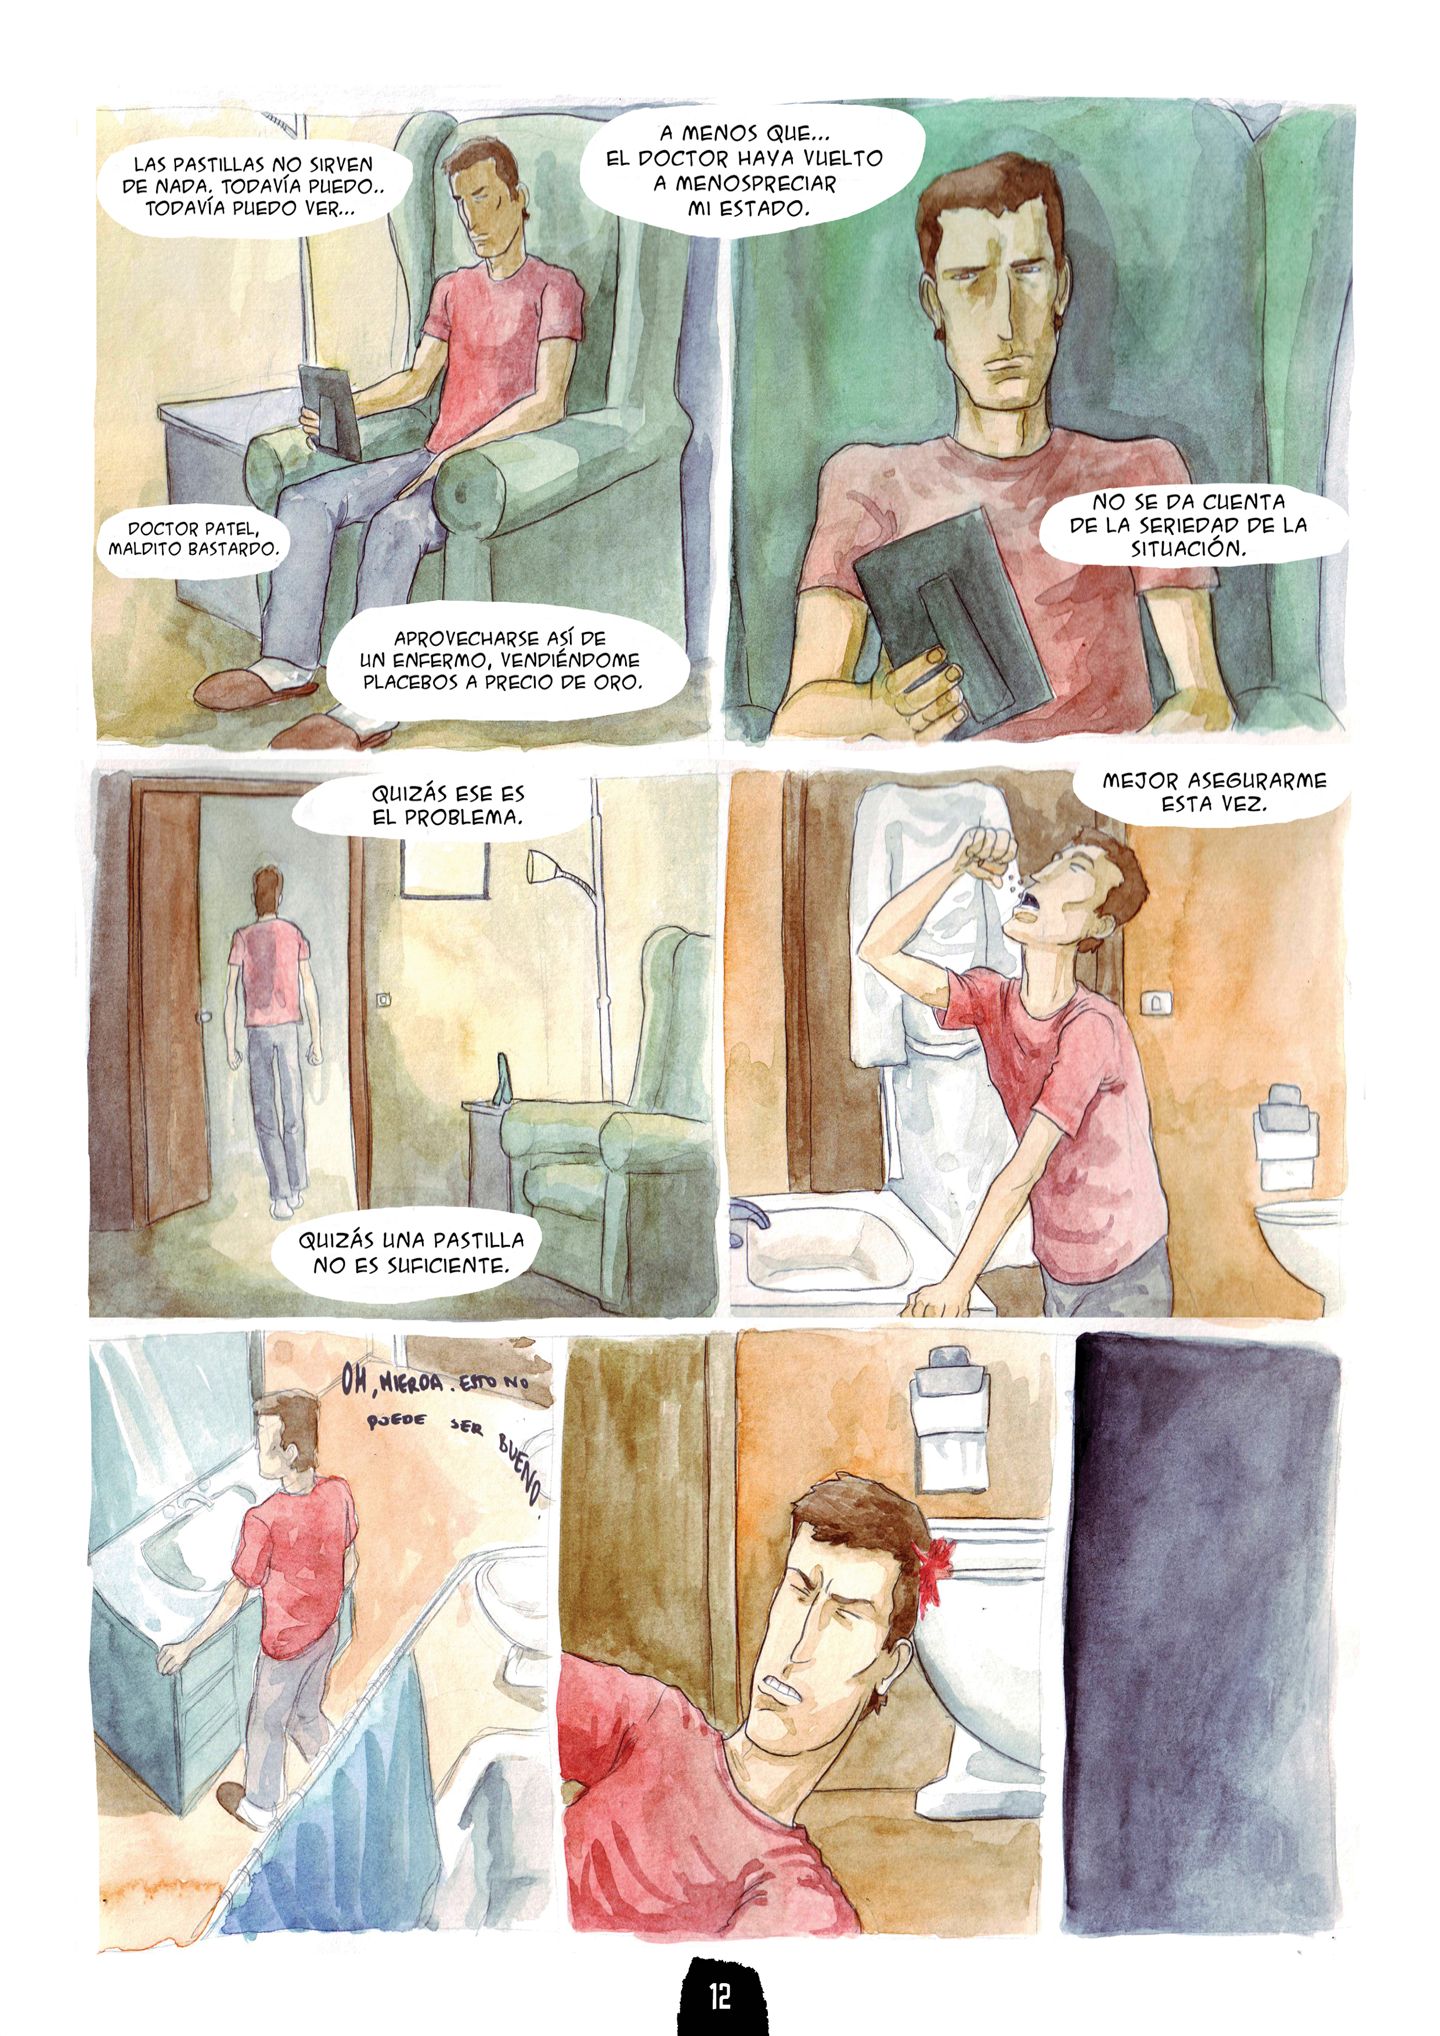 LAS PASTILLAS NO SIRVEN
DE NADA. TODAVÍA PUEDO..
TODAVÍA PUEDO VER...
DOCTOR PATEL,
MALDITO BASTARDO.
APROVECHARSE ASÍ DE
UN ENFERMO, VENDIÉNDOME
PLACEBOS A PRECIO DE ORO.
A MENOS QUE...
EL DOCTOR HAYA VUELTO
A MENOSPRECIAR
MI ESTADO.
NO SE DA CUENTA
DE LA SERIEDAD DE LA
SITUACIÓN.
QUIZÁS ESE ES
EL PROBLEMA.
QUIZÁS UNA PASTILLA
NO ES SUFICIENTE.
MEJOR ASEGURARME
ESTA VEZ.
OH, MIERDA. ESTO NO
PUEDE SER BUENO.
12